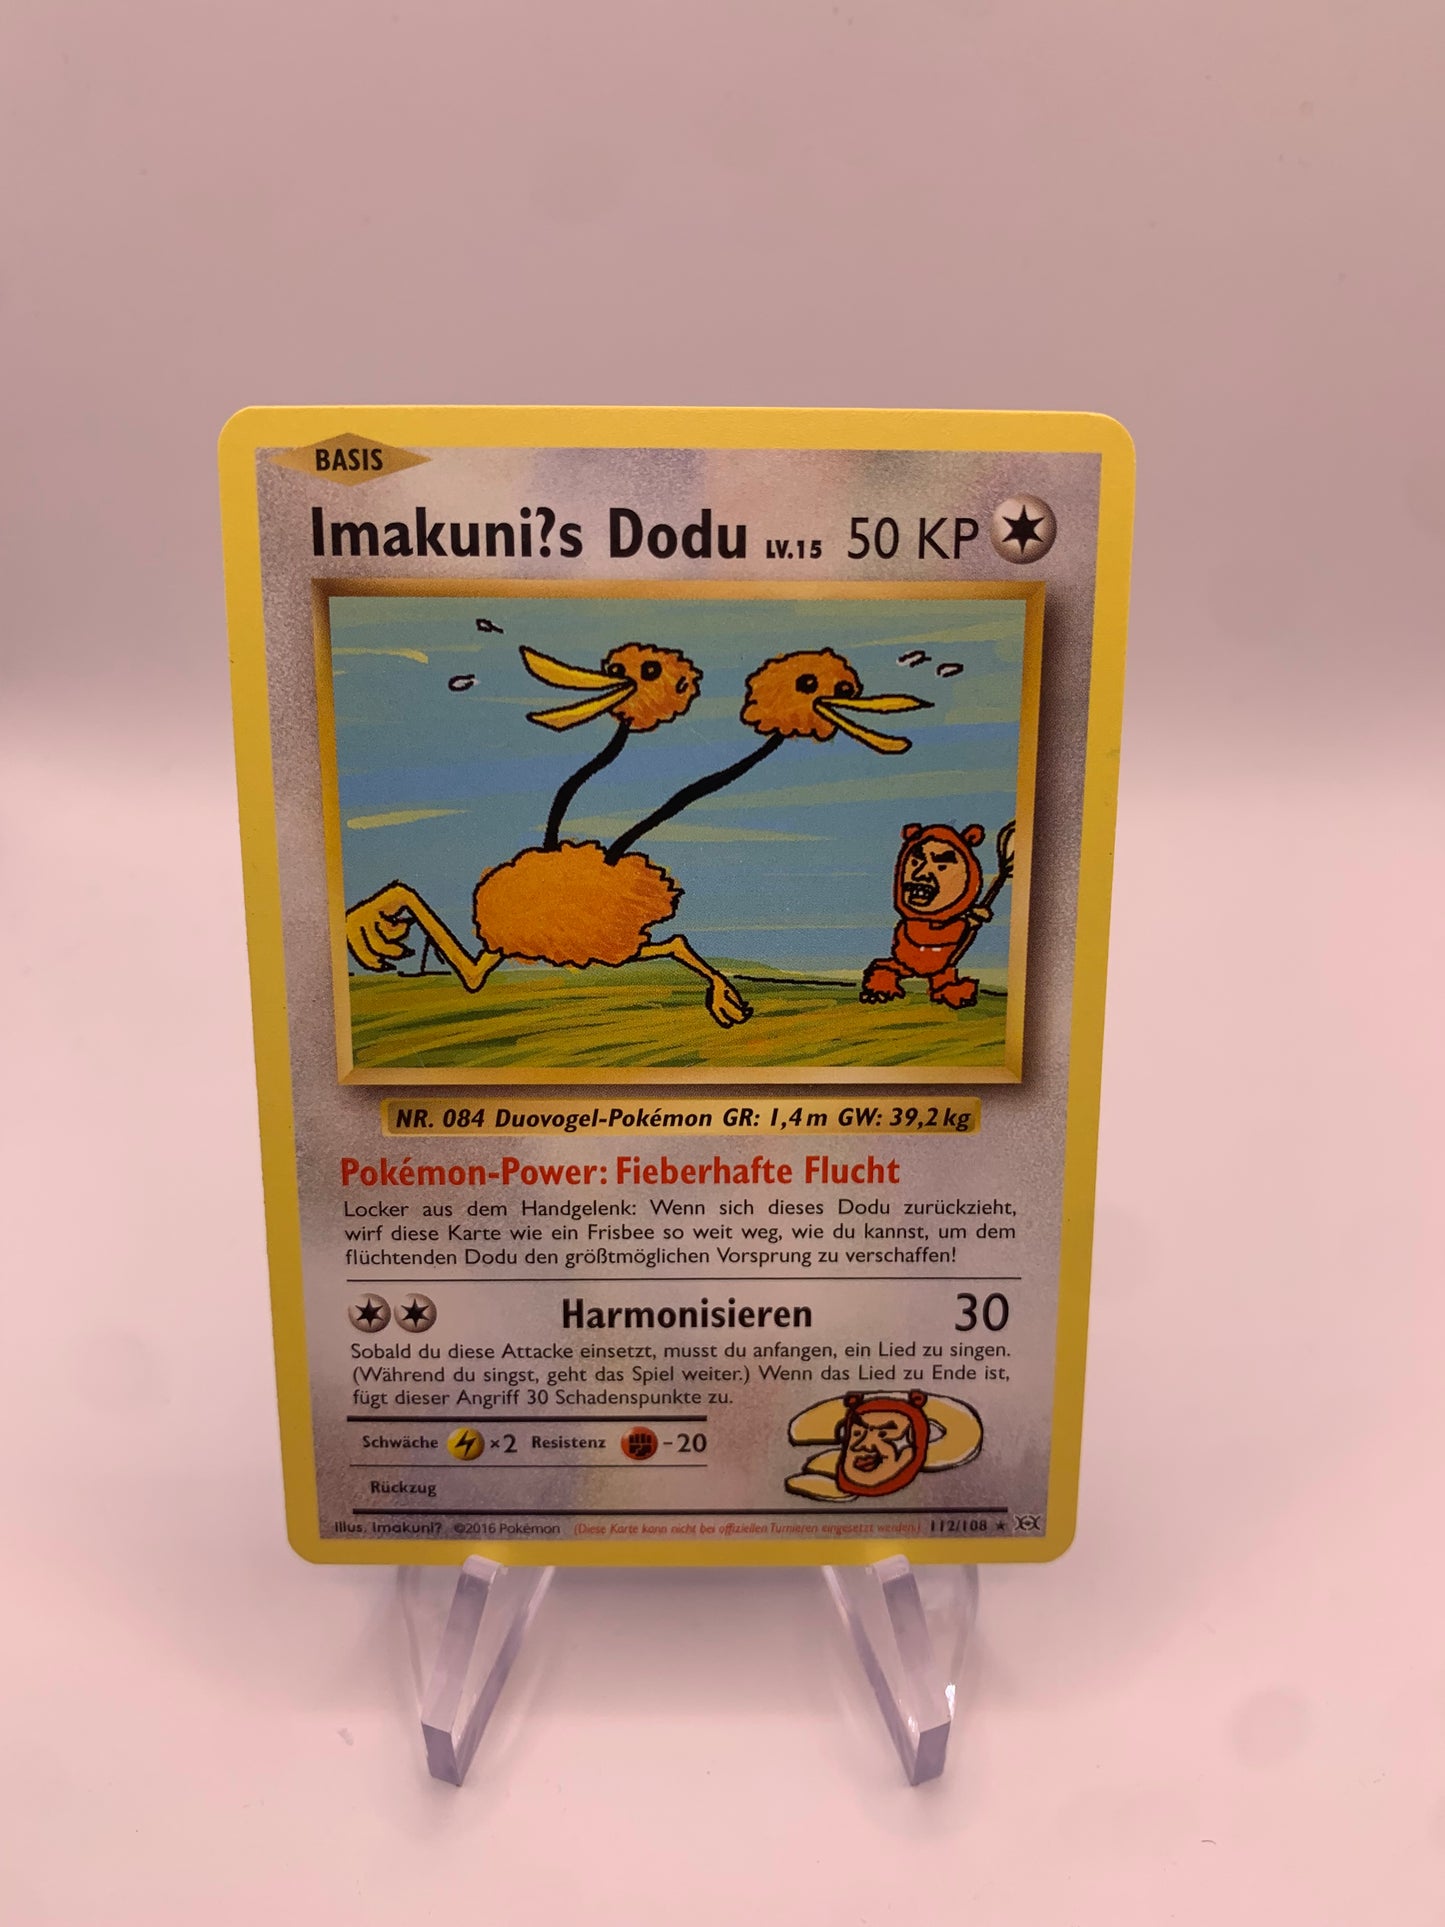 BASIS
Imakuni?s Dodu LV.15 50 KP
NR. 084 Duovogel-Pokémon GR: 1,4 m GW: 39,2 kg
Pokémon-Power: Fieberhafte Flucht
Locker aus dem Handgelenk: Wenn sich dieses Dodu zurückzieht,
wirf diese Karte wie ein Frisbee so weit weg, wie du kannst, um dem
flüchtenden Dodu den größtmöglichen Vorsprung zu verschaffen!
Harmonisieren 30
Sobald du diese Attacke einsetzt, musst du anfangen, ein Lied zu singen.
(Während du singst, geht das Spiel weiter.) Wenn das Lied zu Ende ist,
fügt dieser Angriff 30 Schadenspunkte zu.
Schwäche ×2 Resistenz -20
Rückzug
Illus. Imakuni? ©2016 Pokémon (Diese Karte kann nicht bei offiziellen Turnieren eingesetzt werden.) 112/108 ★